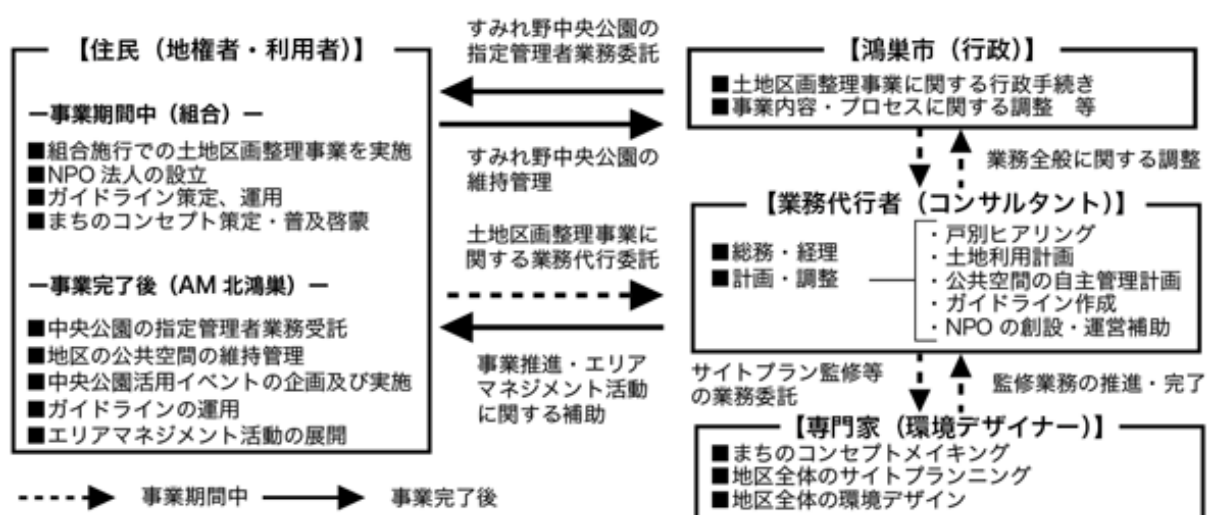 【住民（地権者・利用者）】
ー事業期間中（組合）ー
■組合施行での土地区画整理事業を実施
■NPO 法人の設立
■ガイドライン策定、運用
■まちのコンセプト策定・普及啓蒙
ー事業完了後（AM 北鴻巣）ー
■中央公園の指定管理者業務受託
■地区の公共空間の維持管理
■中央公園活用イベントの企画及び実施
■ガイドラインの運用
■エリアマネジメント活動の展開
すみれ野中央公園の
指定管理者業務委託
すみれ野中央公園の
維持管理
土地区画整理事業に
関する業務代行委託
事業推進・エリア
マネジメント活動
に関する補助
【鴻巣市（行政）】
■土地区画整理事業に関する行政手続き
■事業内容・プロセスに関する調整　等
業務全般に関する調整
【業務代行者（コンサルタント）】
■総務・経理
■計画・調整
・戸別ヒアリング
・土地利用計画
・公共空間の自主管理計画
・ガイドライン作成
・NPO の創設・運営補助
サイトプラン監修等
の業務委託
監修業務の推進・完了
【専門家（環境デザイナー）】
■まちのコンセプトメイキング
■地区全体のサイトプランニング
■地区全体の環境デザイン
事業期間中
事業完了後